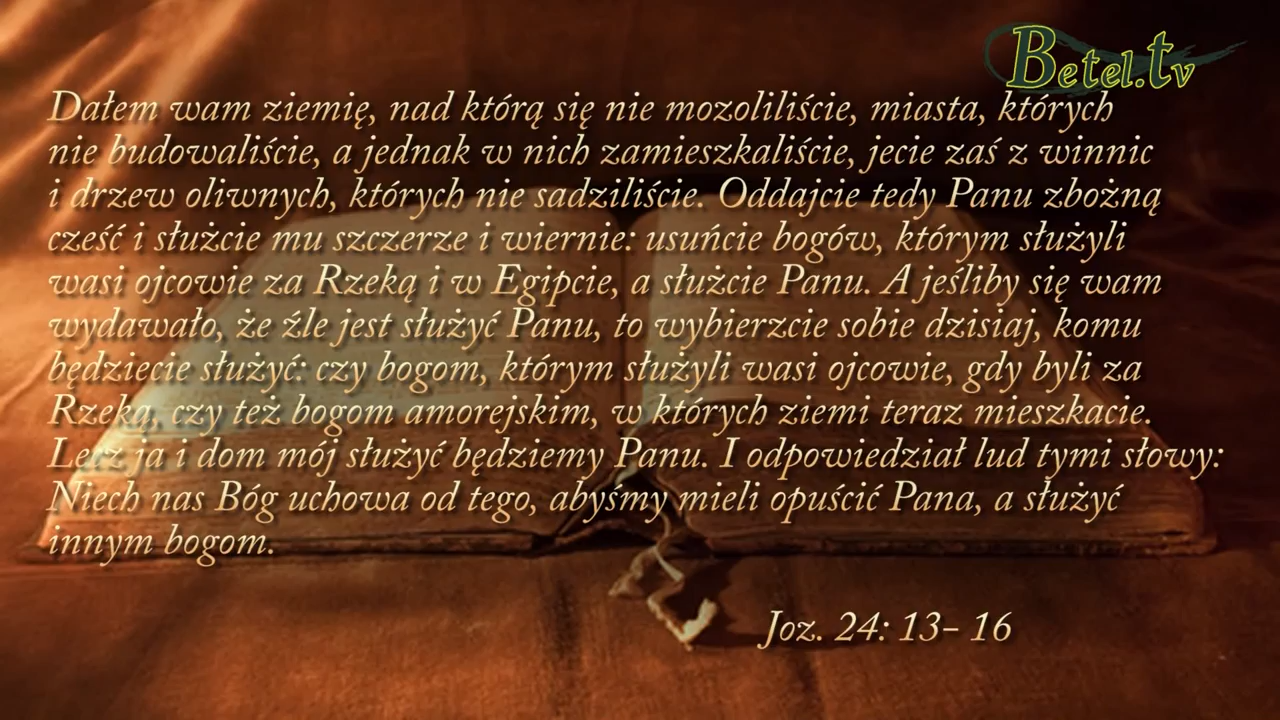 Betel.tv
Dałem wam ziemię, nad którą się nie mozoliliście, miasta, których
nie budowaliście, a jednak w nich zamieszkaliście, jecie zaś z winnic
i drzew oliwnych, których nie sadziliście. Oddajcie tedy Panu zbożną
cześć i służcie mu szczerze i wiernie: usuńcie bogów, którym służyli
wasi ojcowie za Rzeką i w Egipcie, a służcie Panu. A jeśliby się wam
wydawało, że źle jest służyć Panu, to wybierzcie sobie dzisiaj, komu
będziecie służyć: czy bogom, którym służyli wasi ojcowie, gdy byli za
Rzeką, czy też bogom amorejskim, w których ziemi teraz mieszkacie.
Lecz ja i dom mój służyć będziemy Panu. I odpowiedział lud tymi słowy:
Niech nas Bóg uchowa od tego, abyśmy mieli opuścić Pana, a służyć
innym bogom.
Joz. 24: 13- 16